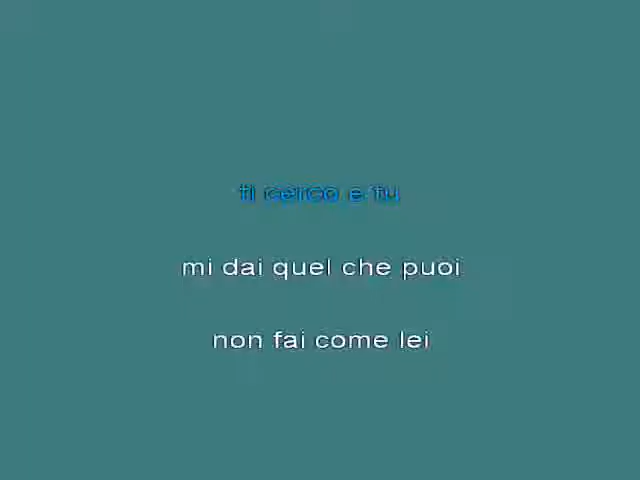 ti cerco e tu
mi dai quel che puoi
non fai come lei